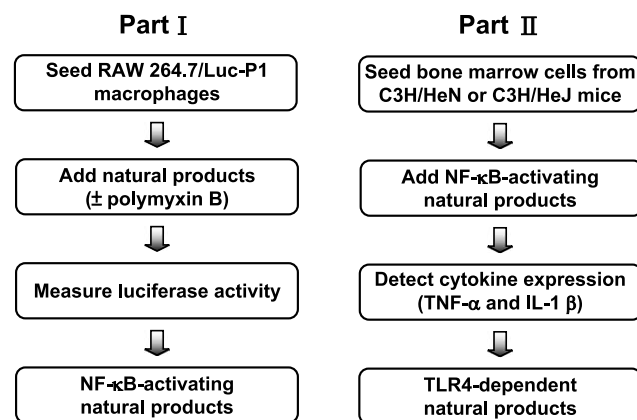 Part Ⅰ
Seed RAW 264.7/Luc-P1
macrophages
Add natural products
(± polymyxin B)
Measure luciferase activity
NF-κB-activating
natural products
Part Ⅱ
Seed bone marrow cells from
C3H/HeN or C3H/HeJ mice
Add NF-κB-activating
natural products
Detect cytokine expression
(TNF-α and IL-1 β)
TLR4-dependent
natural products